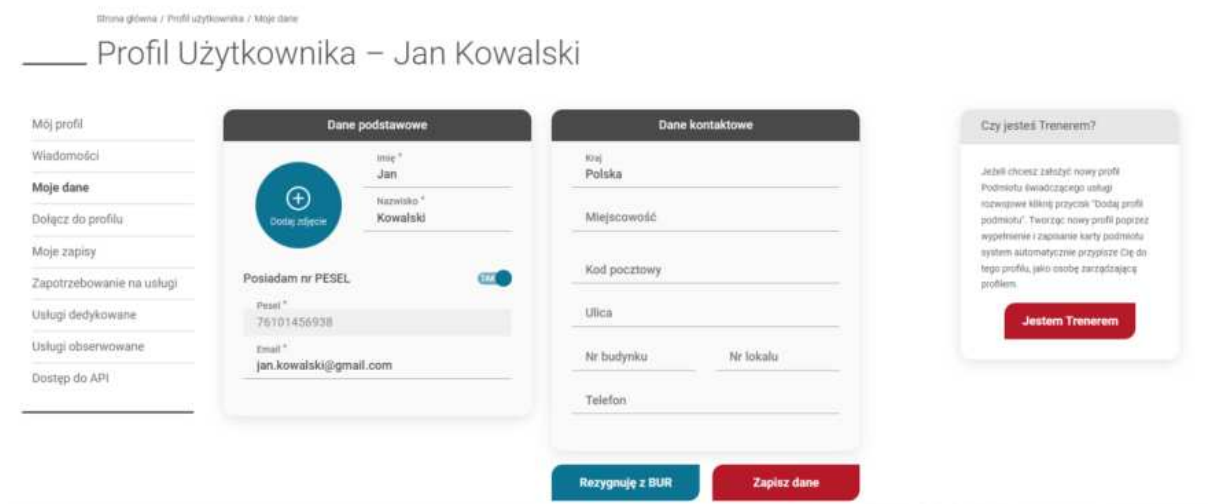 Strona główna / Profil użytkownika / Moje dane
Profil Użytkownika – Jan Kowalski
Mój profil
Wiadomości
Moje dane
Dołącz do profilu
Moje zapisy
Zapotrzebowanie na usługi
Usługi dedykowane
Usługi obserwowane
Dostęp do API
Dane podstawowe
Dodaj zdjęcie
Imię *
Jan
Nazwisko *
Kowalski
Posiadam nr PESEL
TAK
Pesel *
76101456938
Email *
jan.kowalski@gmail.com
Dane kontaktowe
Kraj
Polska
Miejscowość
Kod pocztowy
Ulica
Nr budynku Nr lokalu
Telefon
Rezygnuję z BUR
Zapisz dane
Czy jesteś Trenerem?
Jeżeli chcesz założyć nowy profil
Podmiotu świadczącego usługi
rozwojowe kliknij przycisk "Dodaj profil
podmiotu". Tworząc nowy profil poprzez
wypełnienie i zapisanie karty podmiotu
system automatycznie przypisze Cię do
tego profilu, jako osobę zarządzającą
profilem.
Jestem Trenerem